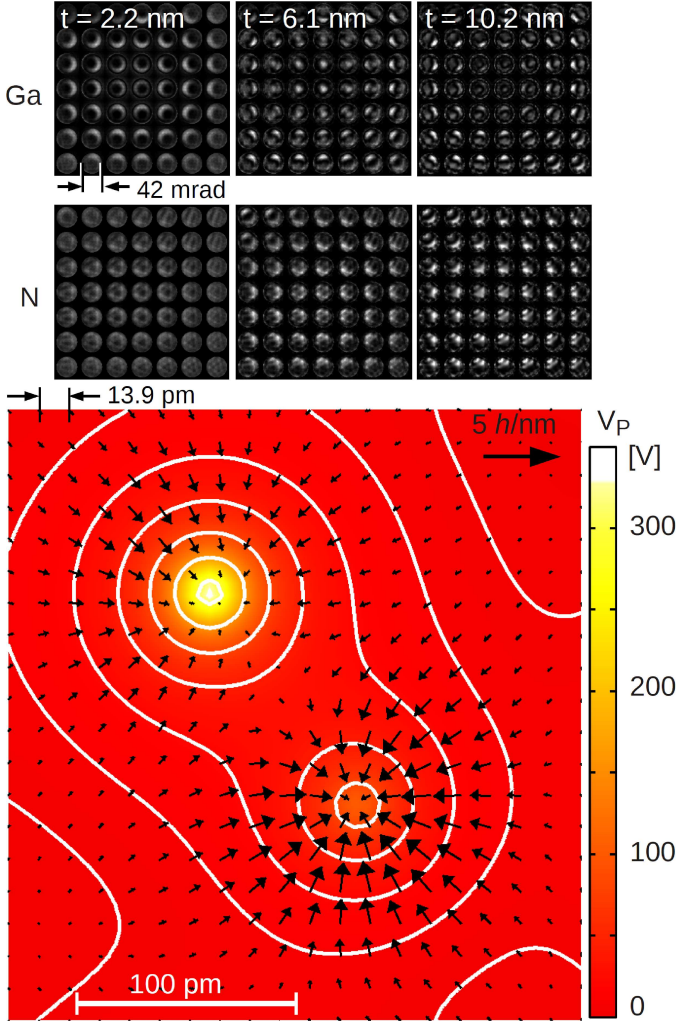 t = 2.2 nm t = 6.1 nm t = 10.2 nm
Ga
42 mrad
N
13.9 pm
5 h/nm
V_P
[V]
300
200
100
0
100 pm